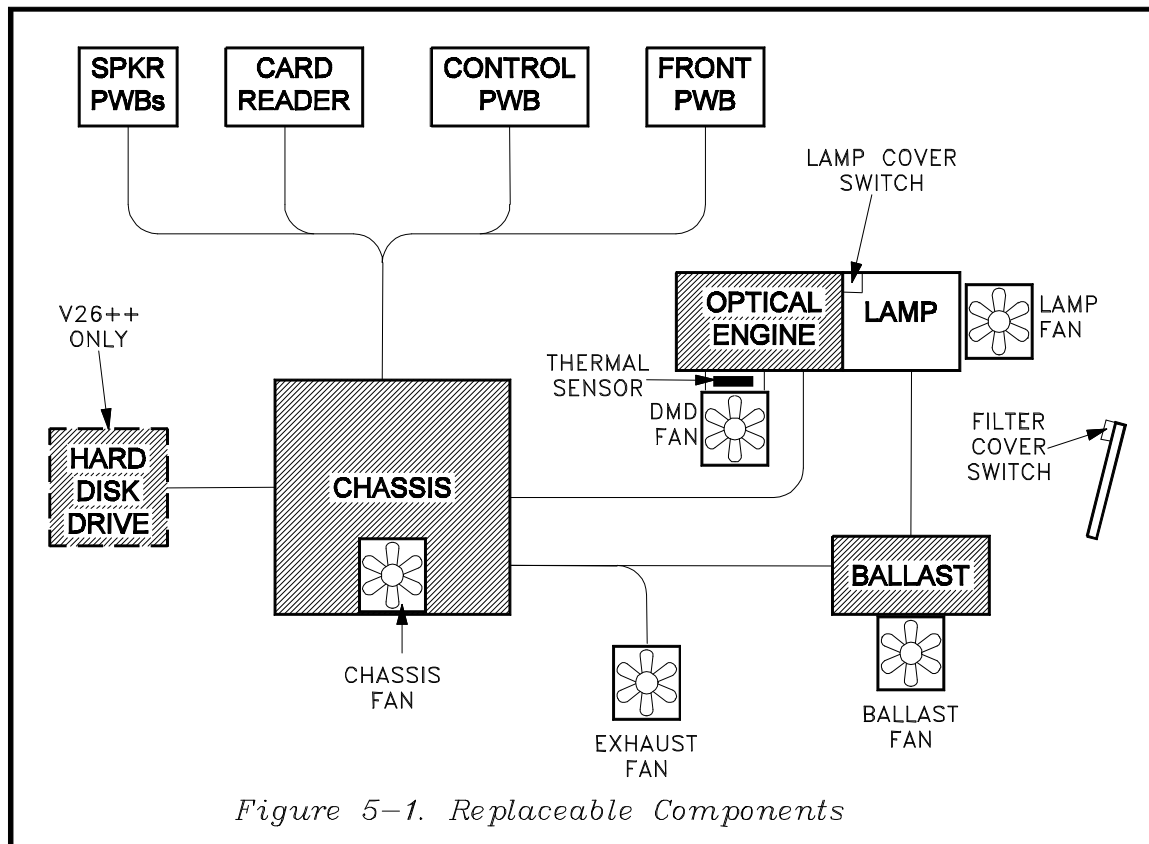 SPKR
PWBs
CARD
READER
CONTROL
PWB
FRONT
PWB
LAMP COVER
SWITCH
V26++
ONLY
OPTICAL
ENGINE
LAMP
LAMP
FAN
THERMAL
SENSOR
DMD
FAN
FILTER
COVER
SWITCH
HARD
DISK
DRIVE
CHASSIS
BALLAST
CHASSIS
FAN
EXHAUST
FAN
BALLAST
FAN
Figure 5-1. Replaceable Components